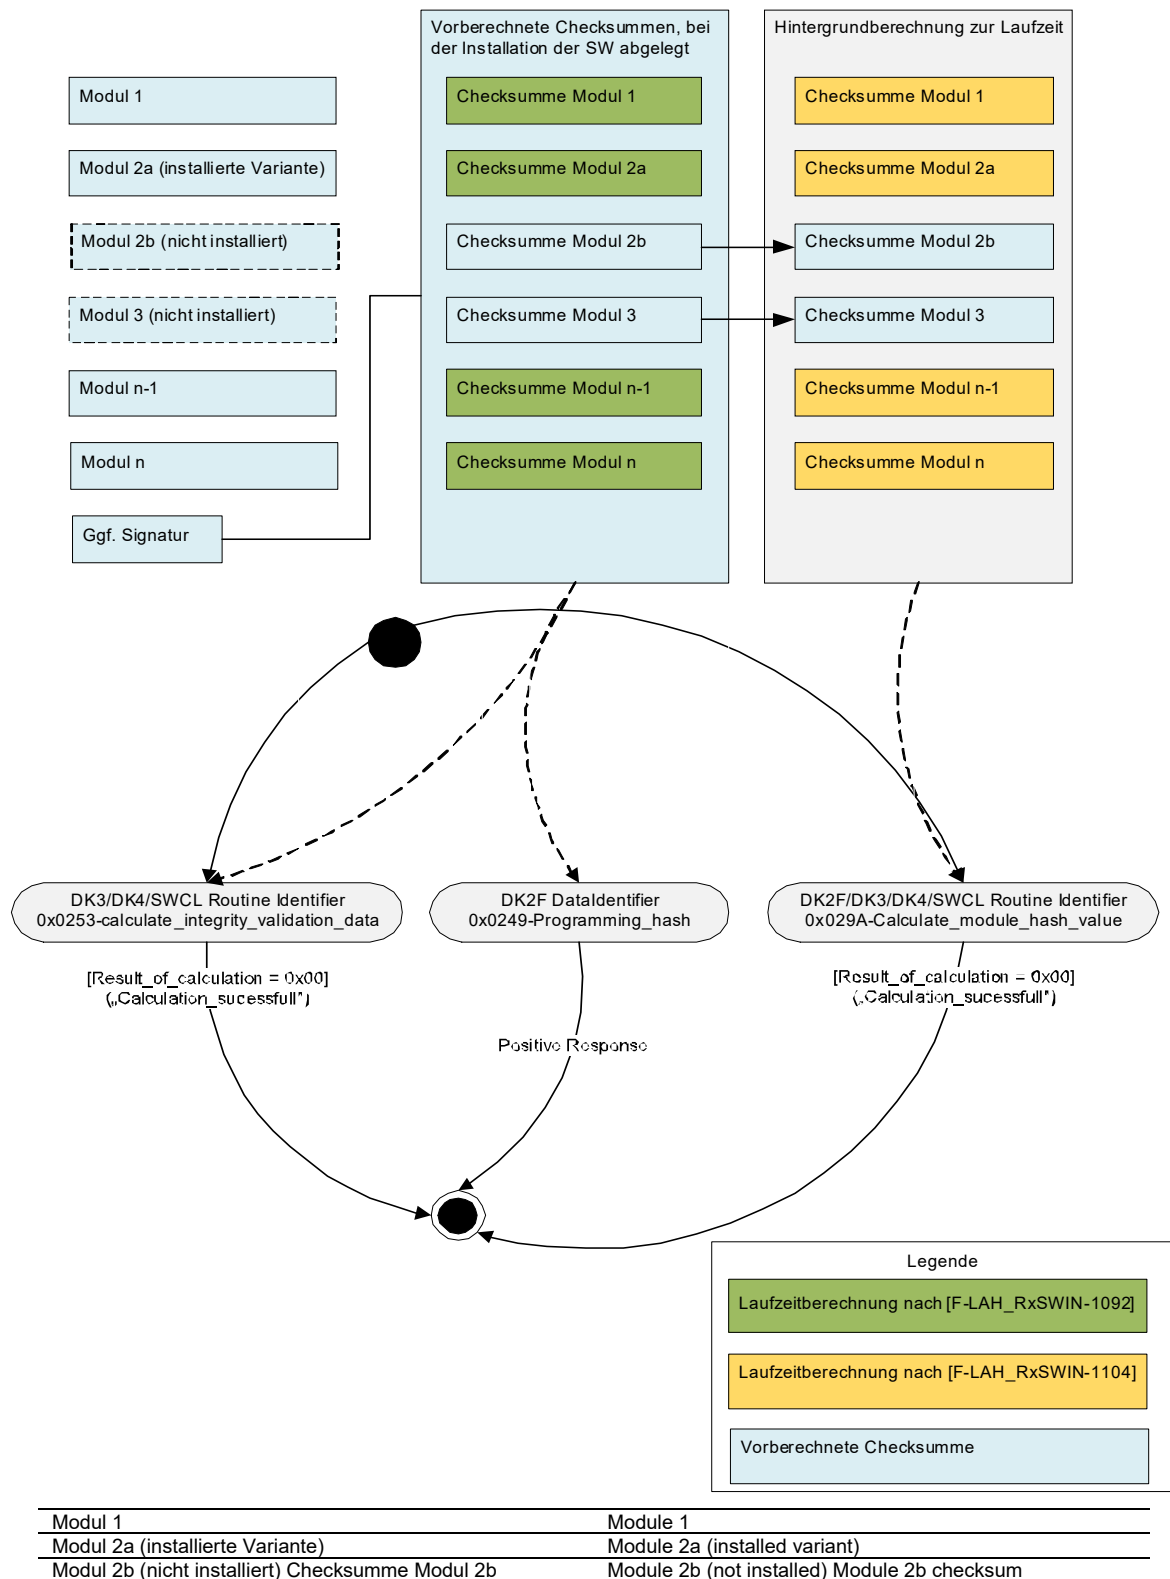 Vorberechnete Checksummen, bei
der Installation der SW abgelegt
Hintergrundberechnung zur Laufzeit
Modul 1
Checksumme Modul 1
Checksumme Modul 1
Modul 2a (installierte Variante)
Checksumme Modul 2a
Checksumme Modul 2a
Modul 2b (nicht installiert)
Checksumme Modul 2b
Checksumme Modul 2b
Modul 3 (nicht installiert)
Checksumme Modul 3
Checksumme Modul 3
Modul n-1
Checksumme Modul n-1
Checksumme Modul n-1
Modul n
Checksumme Modul n
Checksumme Modul n
Ggf. Signatur
DK3/DK4/SWCL Routine Identifier
0x0253-calculate_integrity_validation_data
DK2F DataIdentifier
0x0249-Programming_hash
DK2F/DK3/DK4/SWCL Routine Identifier
0x029A-Calculate_module_hash_value
[Result_of_calculation = 0x00]
(„Calculation_sucessfull")
[Result_of_calculation = 0x00]
(„Calculation_sucessfull")
Positive Response
Legende
Laufzeitberechnung nach [F-LAH_RxSWIN-1092]
Laufzeitberechnung nach [F-LAH_RxSWIN-1104]
Vorberechnete Checksumme
Modul 1 Module 1
Modul 2a (installierte Variante) Module 2a (installed variant)
Modul 2b (nicht installiert) Checksumme Modul 2b Module 2b (not installed) Module 2b checksum